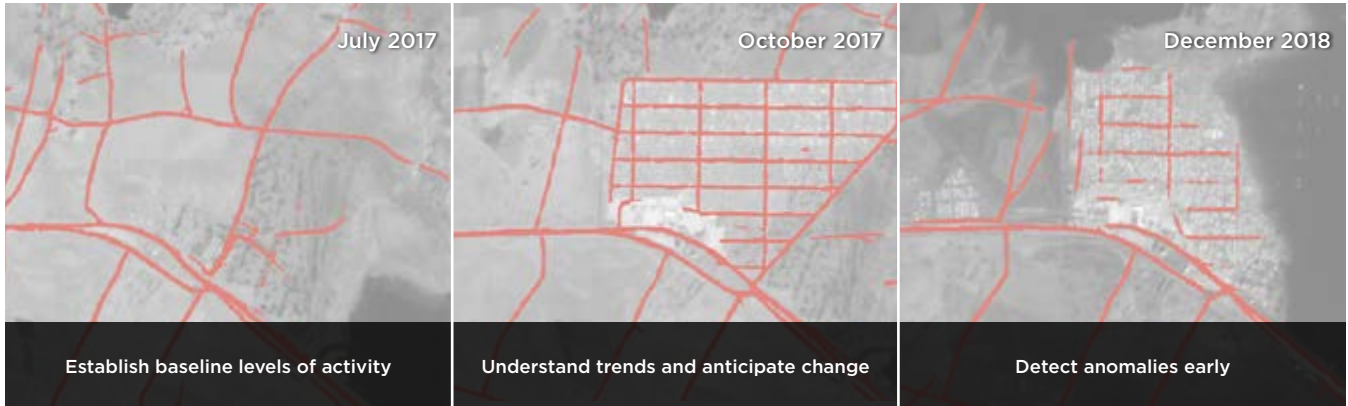 July 2017
October 2017
December 2018
Establish baseline levels of activity
Understand trends and anticipate change
Detect anomalies early